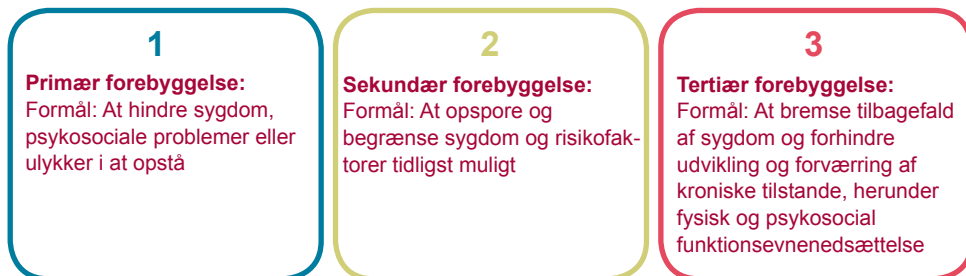 1
Primær forebyggelse:
Formål: At hindre sygdom,
psykosociale problemer eller
ulykker i at opstå
2
Sekundær forebyggelse:
Formål: At opspore og
begrænse sygdom og risikofak-
torer tidligst muligt
3
Tertiær forebyggelse:
Formål: At bremse tilbagefald
af sygdom og forhindre
udvikling og forværring af
kroniske tilstande, herunder
fysisk og psykosocial
funktionsevnenedsættelse